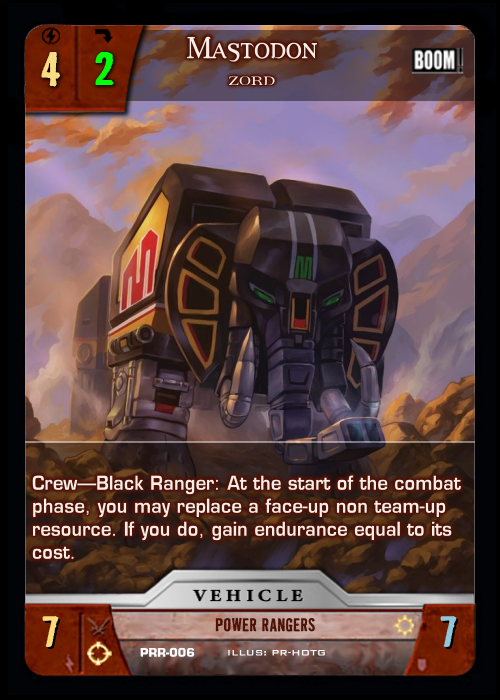 4
2
MASTODON
ZORD
BOOM!
M
M
Crew—Black Ranger: At the start of the combat
phase, you may replace a face-up non team-up
resource. If you do, gain endurance equal to its
cost.
VEHICLE
7
POWER RANGERS
7
PRR-006
ILLUS: PR-HOTG